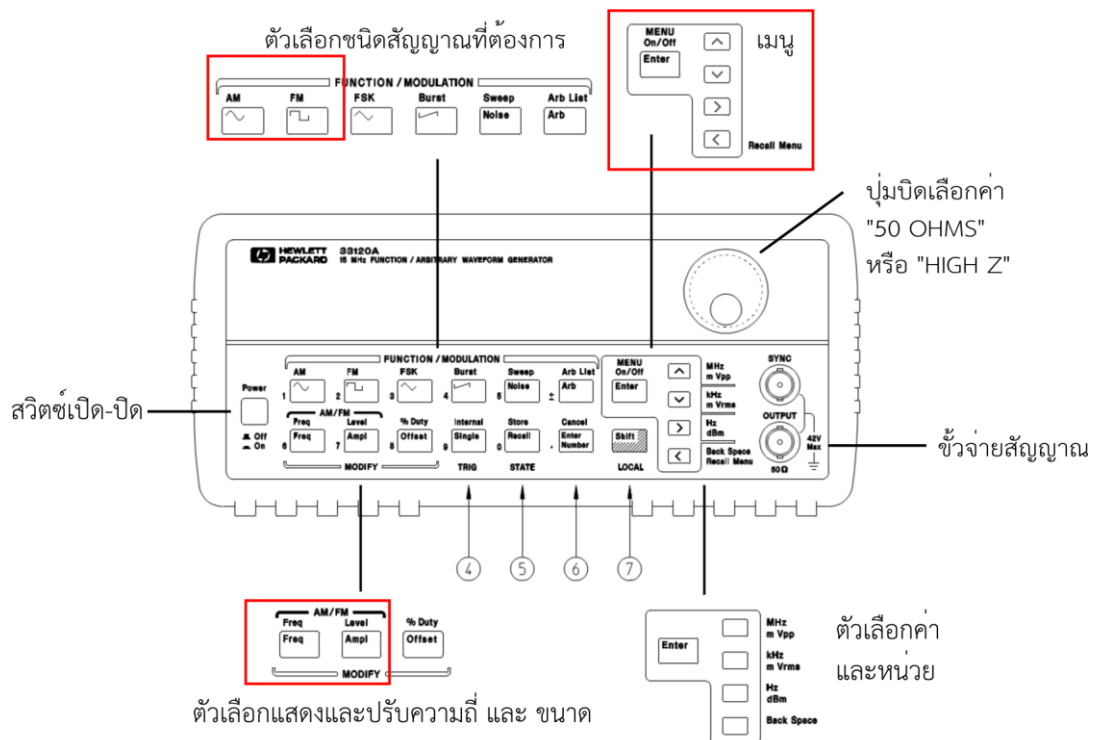 ตัวเลือกชนิดสัญญาณที่ต้องการ
FUNCTION / MODULATION
AM FM FSK Burst Sweep Arb List
Noise Arb
MENU
On/Off
Enter
Recall Menu
เมนู
ปุ่มบิดเลือกค่า
"50 OHMS"
หรือ "HIGH Z"
hp HEWLETT PACKARD
33120A
15 MHz FUNCTION / ARBITRARY WAVEFORM GENERATOR
สวิตซ์เปิด-ปิด
Power
Off
On
FUNCTION / MODULATION
AM FM FSK Burst Sweep Arb List
1 2 3 4 5 Noise ± Arb
AM/FM
Freq Level % Duty Internal Store Cancel
6 Freq 7 Ampl 8 Offset 9 Single 0 Recall . Enter Number
MODIFY TRIG STATE LOCAL
MENU
On/Off
Enter
Shift
MHz
m Vpp
kHz
m Vrms
Hz
dBm
Back Space
Recall Menu
SYNC
OUTPUT
42V
Max
50Ω
ขั้วจ่ายสัญญาณ
4 5 6 7
AM/FM
Freq Level % Duty
Freq Ampl Offset
MODIFY
ตัวเลือกแสดงและปรับความถี่ และ ขนาด
Enter
MHz
m Vpp
kHz
m Vrms
Hz
dBm
Back Space
ตัวเลือกค่า
และหน่วย